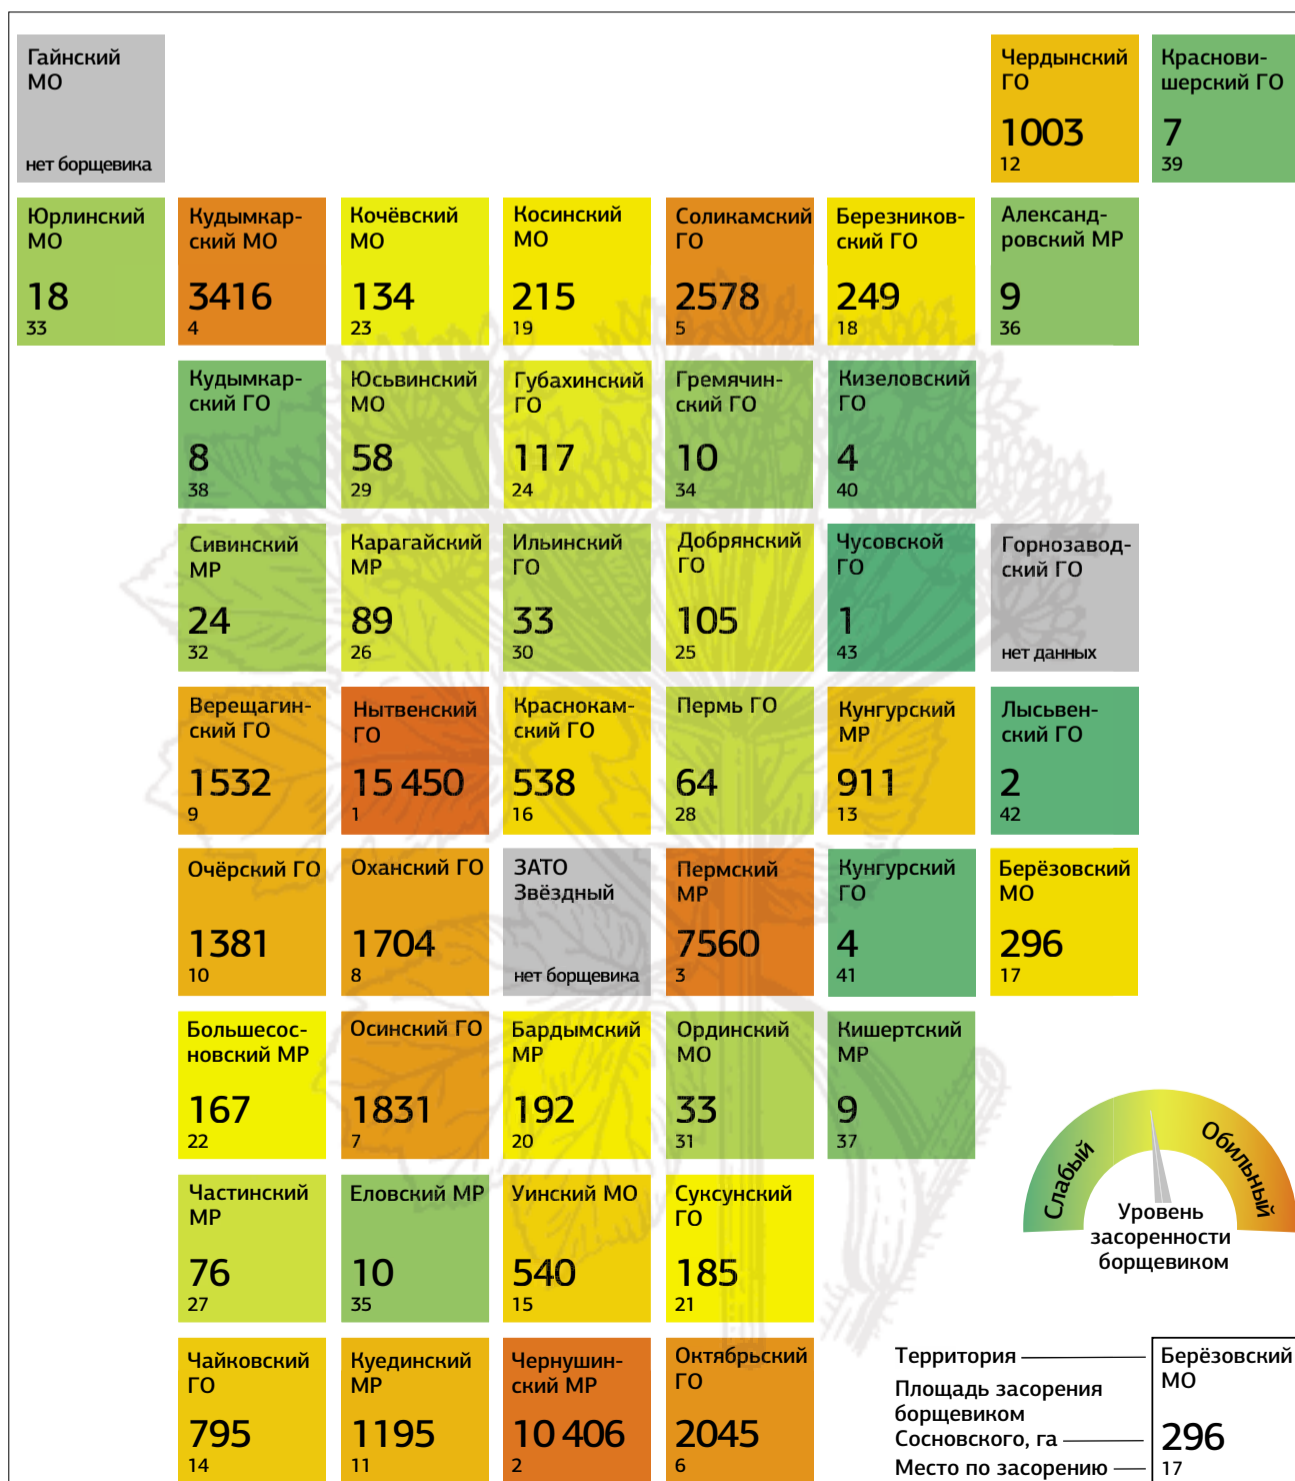 Гайнский
МО
нет борщевика
Чердынский
ГО
1003
12
Краснови-
шерский ГО
7
39
Юрлинский
МО
18
33
Кудымкар-
ский МО
3416
4
Кочёвский
МО
134
23
Косинский
МО
215
19
Соликамский
ГО
2578
5
Березников-
ский ГО
249
18
Александ-
ровский МР
9
36
Кудымкар-
ский ГО
8
38
Юсьвинский
МО
58
29
Губахинский
ГО
117
24
Гремячин-
ский ГО
10
34
Кизеловский
ГО
4
40
Сивинский
МР
24
32
Карагайский
МР
89
26
Ильинский
ГО
33
30
Добрянский
ГО
105
25
Чусовской
ГО
1
43
Горнозавод-
ский ГО
нет данных
Верещагин-
ский ГО
1532
9
Нытвенский
ГО
15 450
1
Краснокам-
ский ГО
538
16
Пермь ГО
64
28
Кунгурский
МР
911
13
Лысьвен-
ский ГО
2
42
Очёрский ГО
1381
10
Оханский ГО
1704
8
ЗАТО
Звёздный
нет борщевика
Пермский
МР
7560
3
Кунгурский
ГО
4
41
Берёзовский
МО
296
17
Большесос-
новский МР
167
22
Осинский ГО
1831
7
Бардымский
МР
192
20
Ординский
МО
33
31
Кишертский
МР
9
37
Частинский
МР
76
27
Еловский МР
10
35
Уинский МО
540
15
Суксунский
ГО
185
21
Слабый
Обильный
Уровень
засоренности
борщевиком
Чайковский
ГО
795
14
Куединский
МР
1195
11
Чернушин-
ский МР
10 406
2
Октябрьский
ГО
2045
6
Территория
Площадь засорения
борщевиком
Сосновского, га
Место по засорению
Берёзовский
МО
296
17